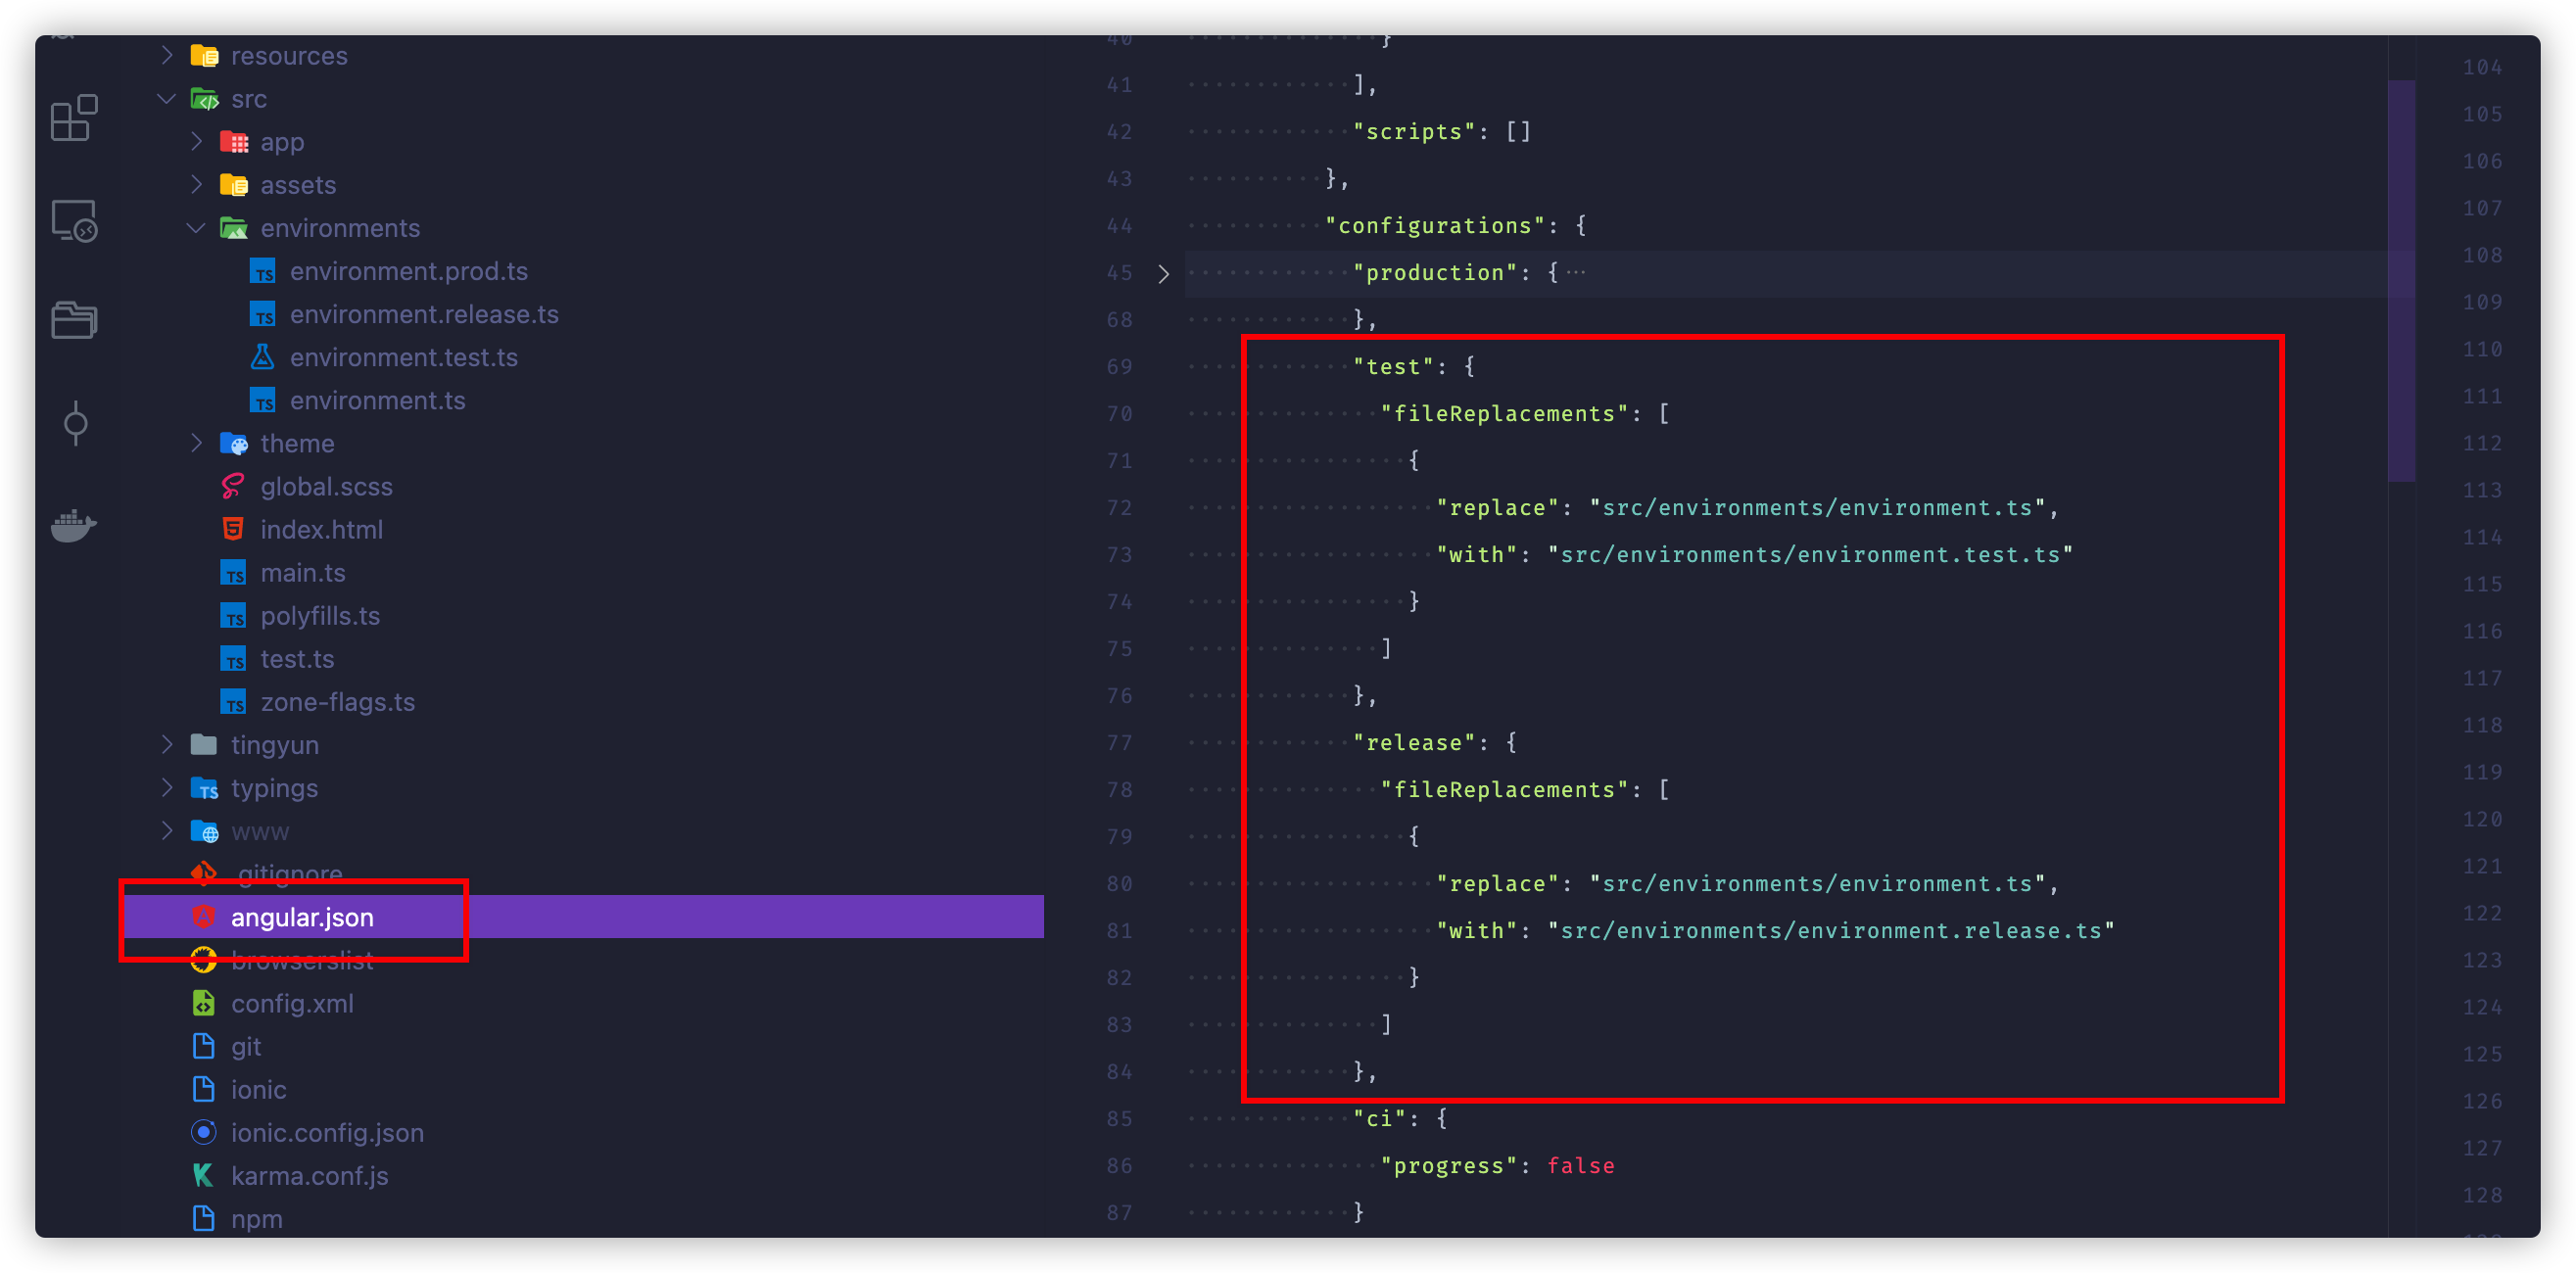 resources
src
app
assets
environments
environment.prod.ts
environment.release.ts
environment.test.ts
environment.ts
theme
global.scss
index.html
main.ts
polyfills.ts
test.ts
zone-flags.ts
tingyun
typings
www
.gitignore
angular.json
browserslist
config.xml
git
ionic
ionic.config.json
karma.conf.js
npm
40 }
41 ],
42 "scripts": []
43 },
44 "configurations": {
45 "production": {···
68 },
69 "test": {
70 "fileReplacements": [
71 {
72 "replace": "src/environments/environment.ts",
73 "with": "src/environments/environment.test.ts"
74 }
75 ]
76 },
77 "release": {
78 "fileReplacements": [
79 {
80 "replace": "src/environments/environment.ts",
81 "with": "src/environments/environment.release.ts"
82 }
83 ]
84 },
85 "ci": {
86 "progress": false
87 }
104
105
106
107
108
109
110
111
112
113
114
115
116
117
118
119
120
121
122
123
124
125
126
127
128